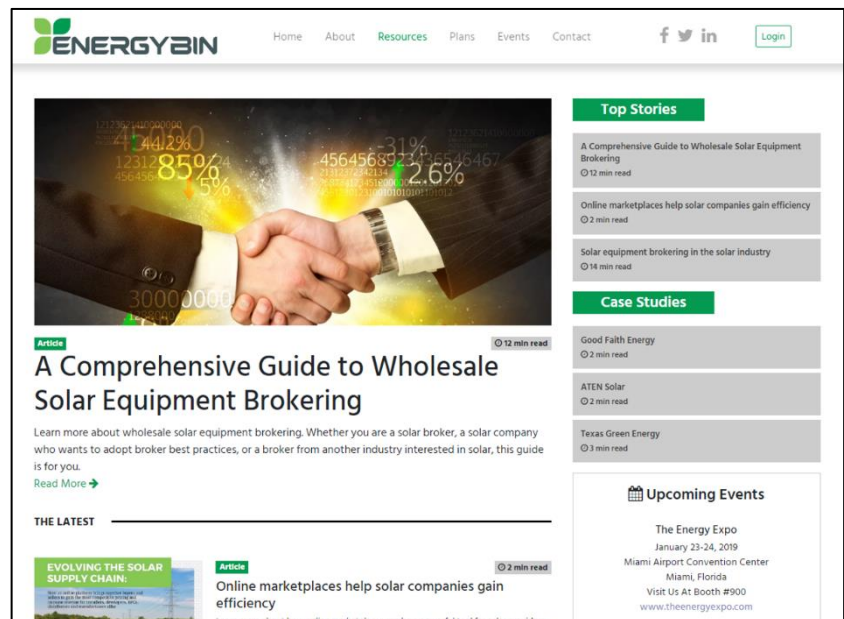 ENERGYBIN
Home About Resources Plans Events Contact
Login
44.2%
85%
5%
31%
2.6%
Article
12 min read
A Comprehensive Guide to Wholesale
Solar Equipment Brokering
Learn more about wholesale solar equipment brokering. Whether you are a solar broker, a solar company
who wants to adopt broker best practices, or a broker from another industry interested in solar, this guide
is for you.
Read More
THE LATEST
EVOLVING THE SOLAR
SUPPLY CHAIN:
Article
2 min read
Online marketplaces help solar companies gain
efficiency
Top Stories
A Comprehensive Guide to Wholesale Solar Equipment
Brokering
12 min read
Online marketplaces help solar companies gain efficiency
2 min read
Solar equipment brokering in the solar industry
14 min read
Case Studies
Good Faith Energy
2 min read
ATEN Solar
2 min read
Texas Green Energy
3 min read
Upcoming Events
The Energy Expo
January 23-24, 2019
Miami Airport Convention Center
Miami, Florida
Visit Us At Booth #900
www.theenergyexpo.com